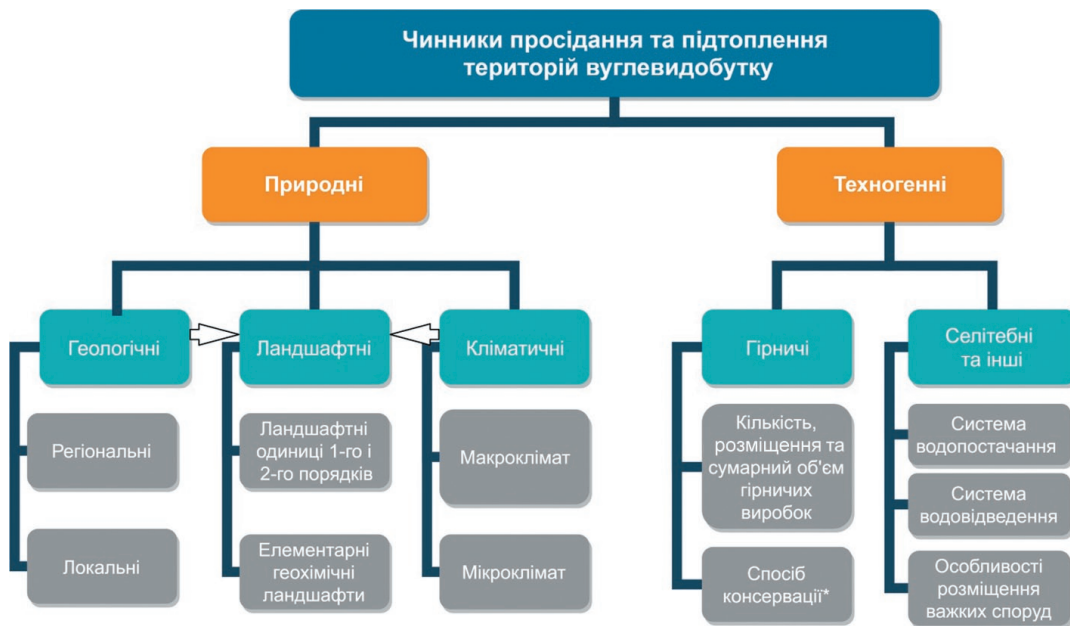 Чинники просідання та підтоплення
територій вуглевидобутку
Природні
Техногенні
Геологічні
Ландшафтні
Кліматичні
Гірничі
Селітебні
та інші
Регіональні
Локальні
Ландшафтні
одиниці 1-го і
2-го порядків
Елементарні
геохімічні
ландшафти
Макроклімат
Мікроклімат
Кількість,
розміщення та
сумарний об'єм
гірничих
виробок
Спосіб
консервації*
Система
водопостачання
Система
водовідведення
Особливості
розміщення
важких споруд